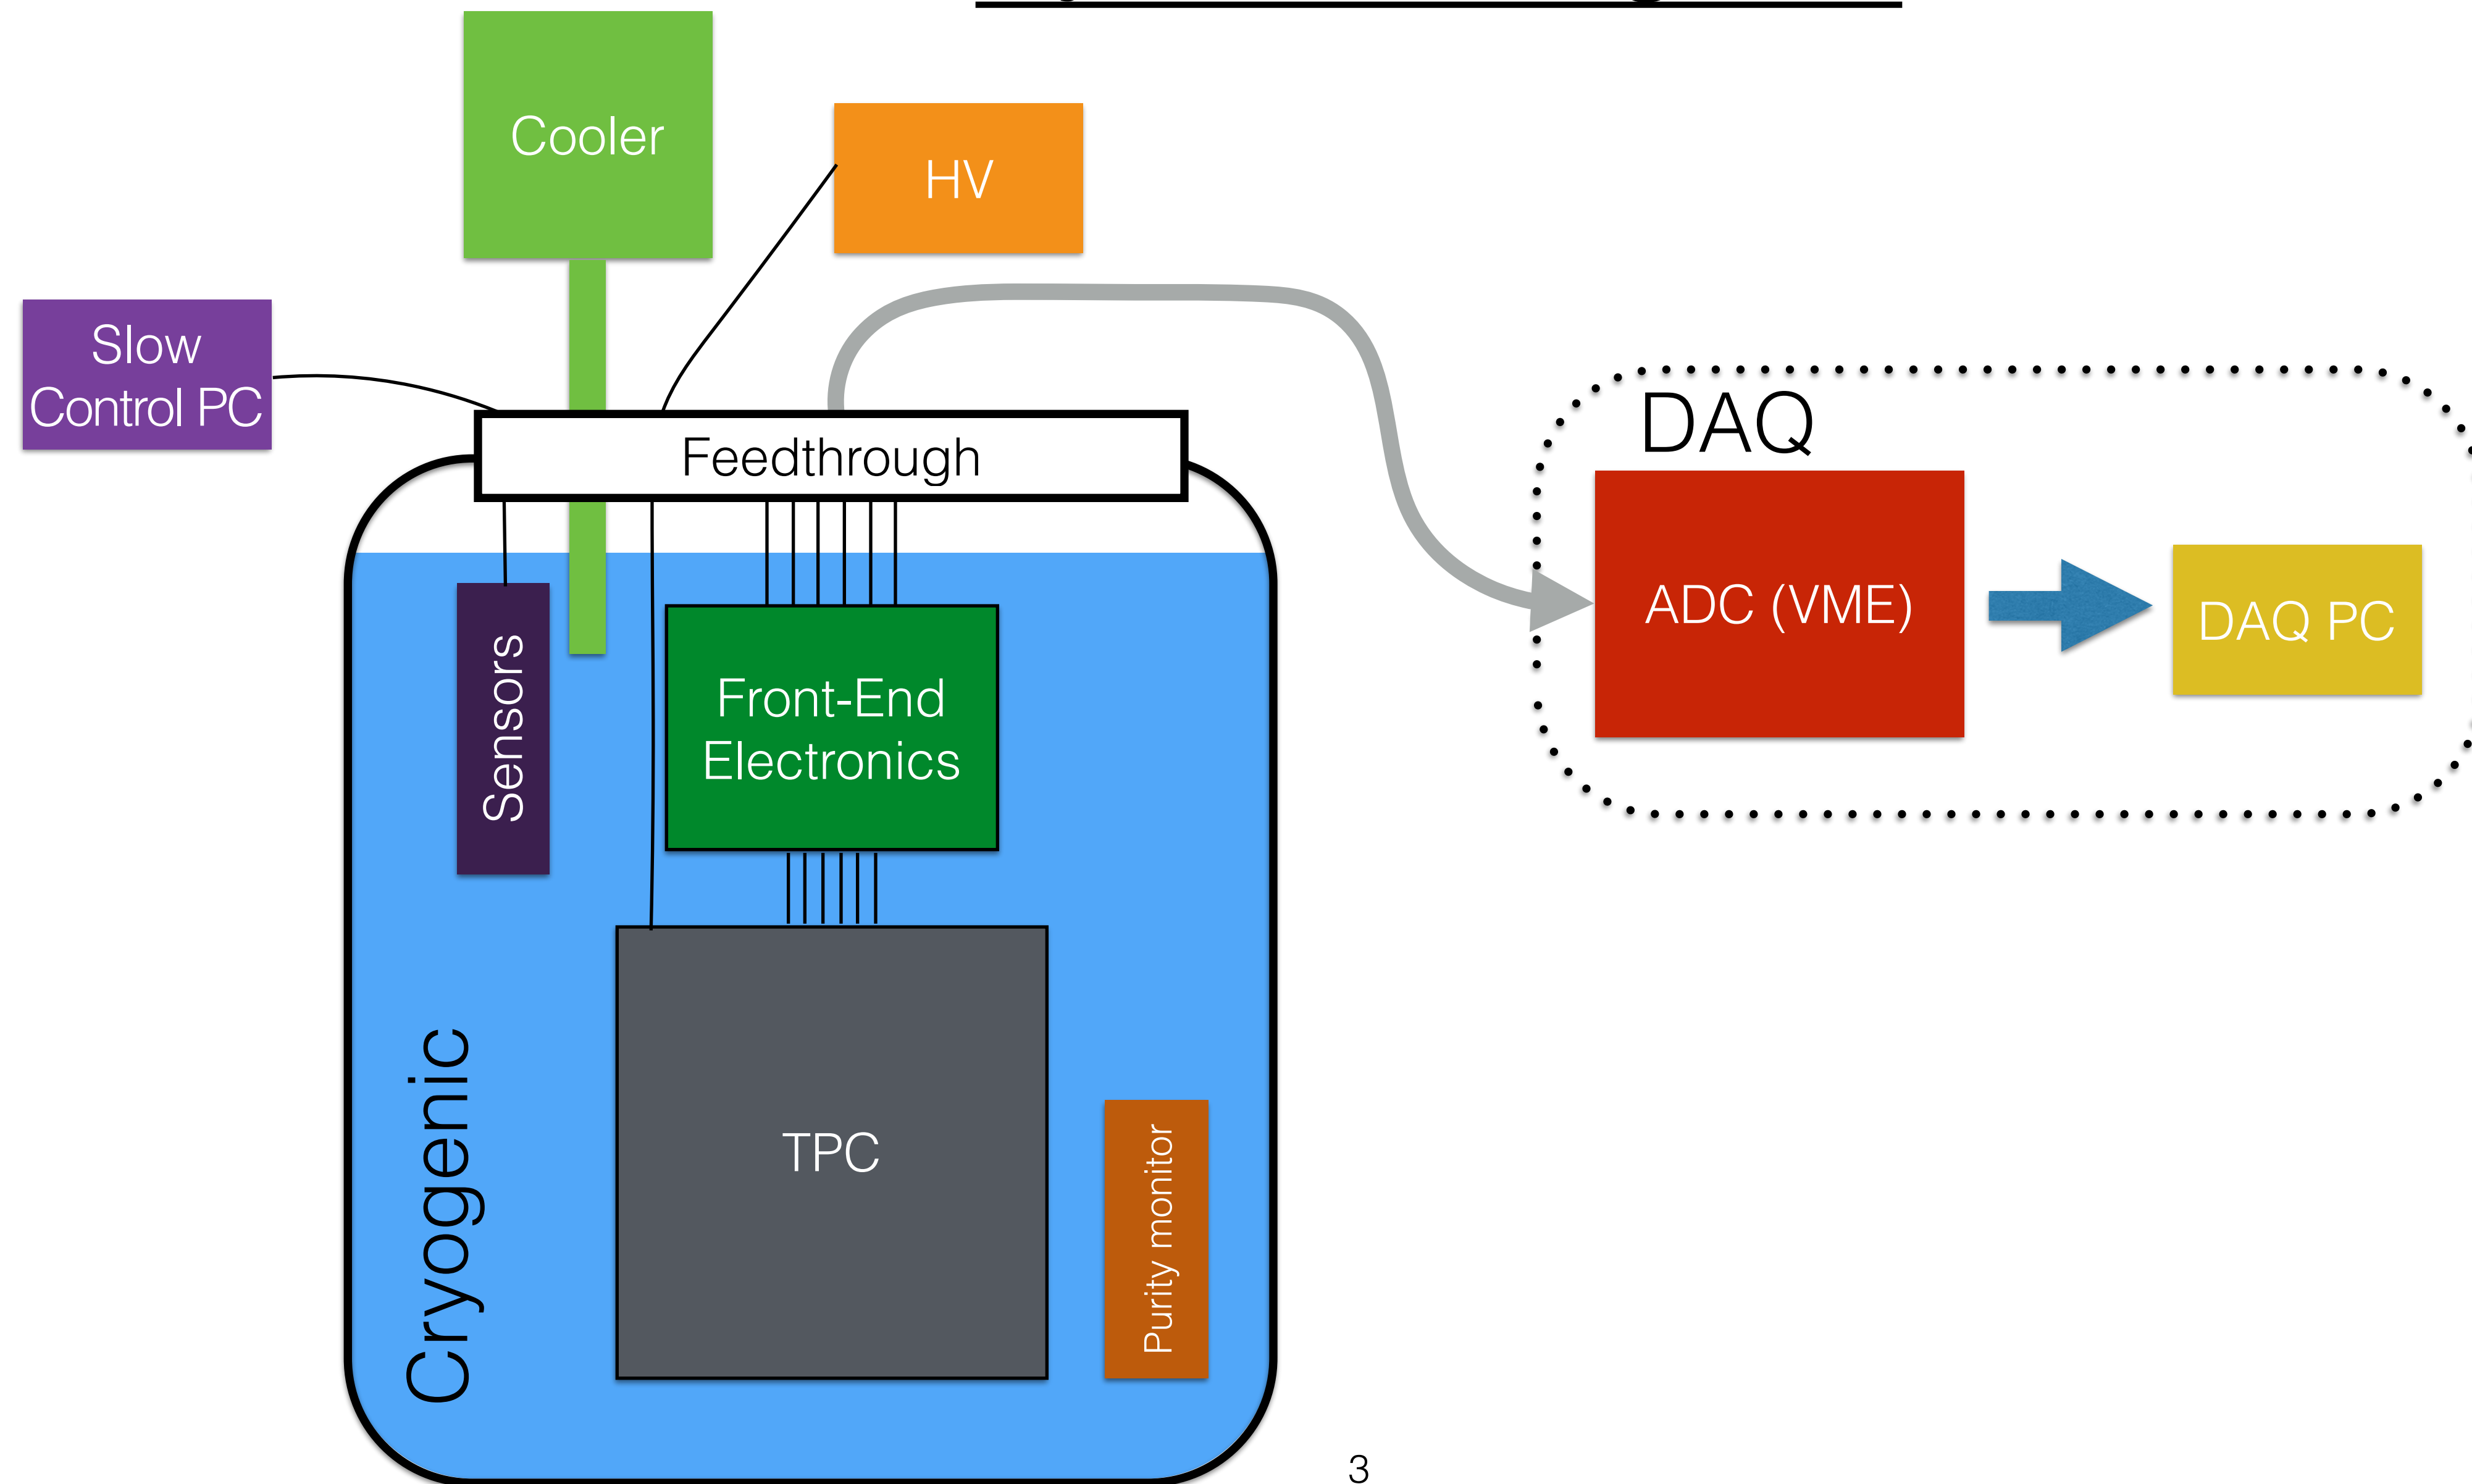 Cooler
HV
Slow
Control PC
Feedthrough
DAQ
ADC (VME)
DAQ PC
Sensors
Front-End
Electronics
Cryogenic
TPC
Purity monitor
3